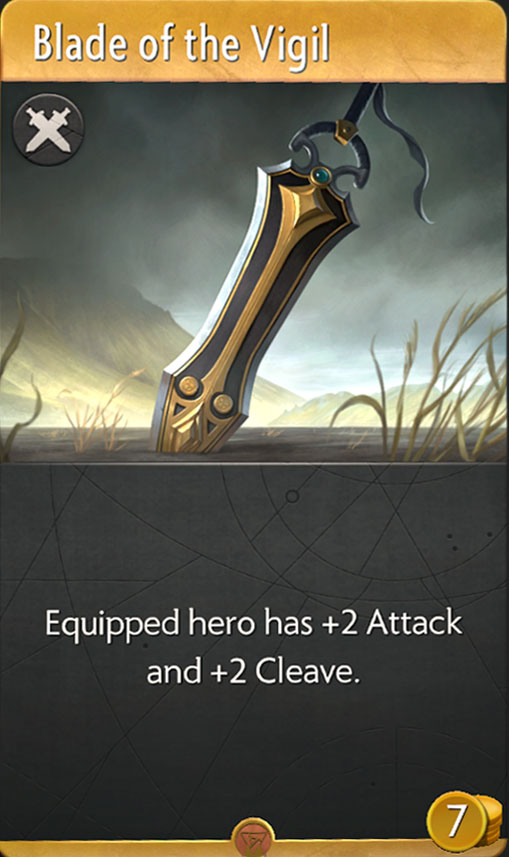 Blade of the Vigil
Equipped hero has +2 Attack
and +2 Cleave.
7